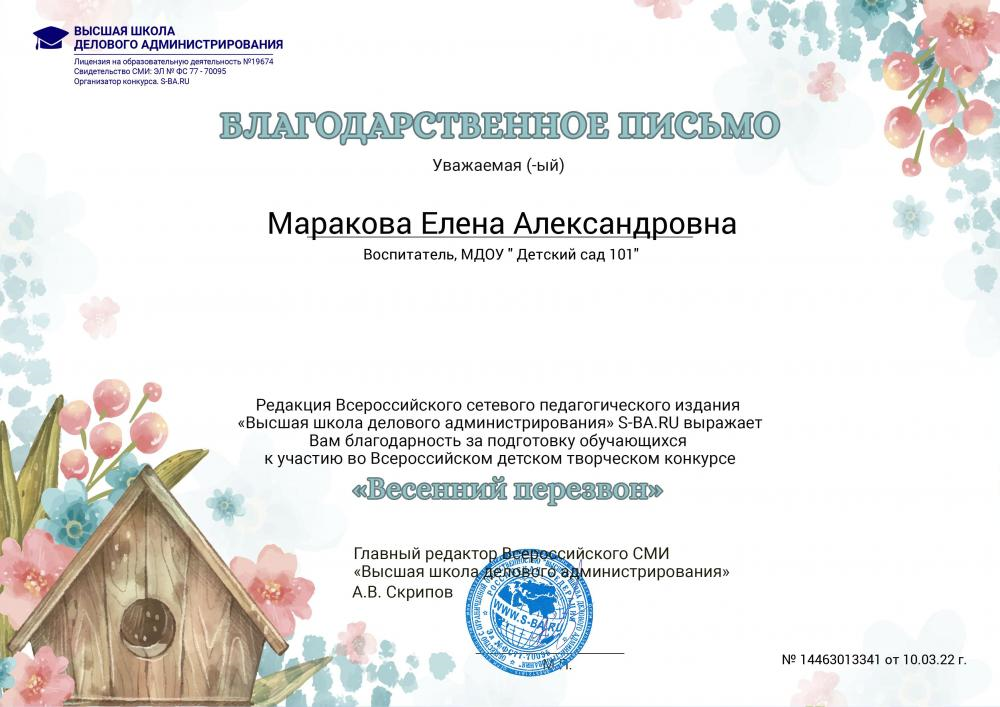 ВЫСШАЯ ШКОЛА
ДЕЛОВОГО АДМИНИСТРИРОВАНИЯ
Лицензия на образовательную деятельность №19674
Свидетельство СМИ: ЭЛ № ФС 77 - 70095
Организатор конкурса. S-BA.RU
БЛАГОДАРСТВЕННОЕ ПИСЬМО
Уважаемая (-ый)
Маракова Елена Александровна
Воспитатель, МДОУ " Детский сад 101"
Редакция Всероссийского сетевого педагогического издания
«Высшая школа делового администрирования» S-BA.RU выражает
Вам благодарность за подготовку обучающихся
к участию во Всероссийском детском творческом конкурсе
«Весенний перезвон»
Главный редактор Всероссийского СМИ
«Высшая школа делового администрирования»
А.В. Скрипов
WWW.S-BA.RU
М.П.
№ 14463013341 от 10.03.22 г.